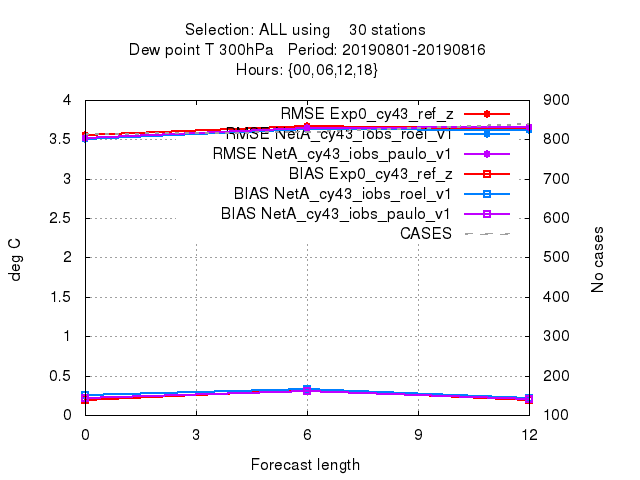 Selection: ALL using 30 stations
Dew point T 300hPa Period: 20190801-20190816
Hours: {00,06,12,18}
4 900
RMSE Exp0_cy43_ref_z
3.5 RMSE NetA_cy43_iobs_roel_v1 800
RMSE NetA_cy43_iobs_paulo_v1
3 BIAS Exp0_cy43_ref_z 700
BIAS NetA_cy43_iobs_roel_v1
2.5 BIAS NetA_cy43_iobs_paulo_v1 600
CASES
deg C 2 500 No cases
1.5 400
1 300
0.5 200
0 100
0 3 6 9 12
Forecast length